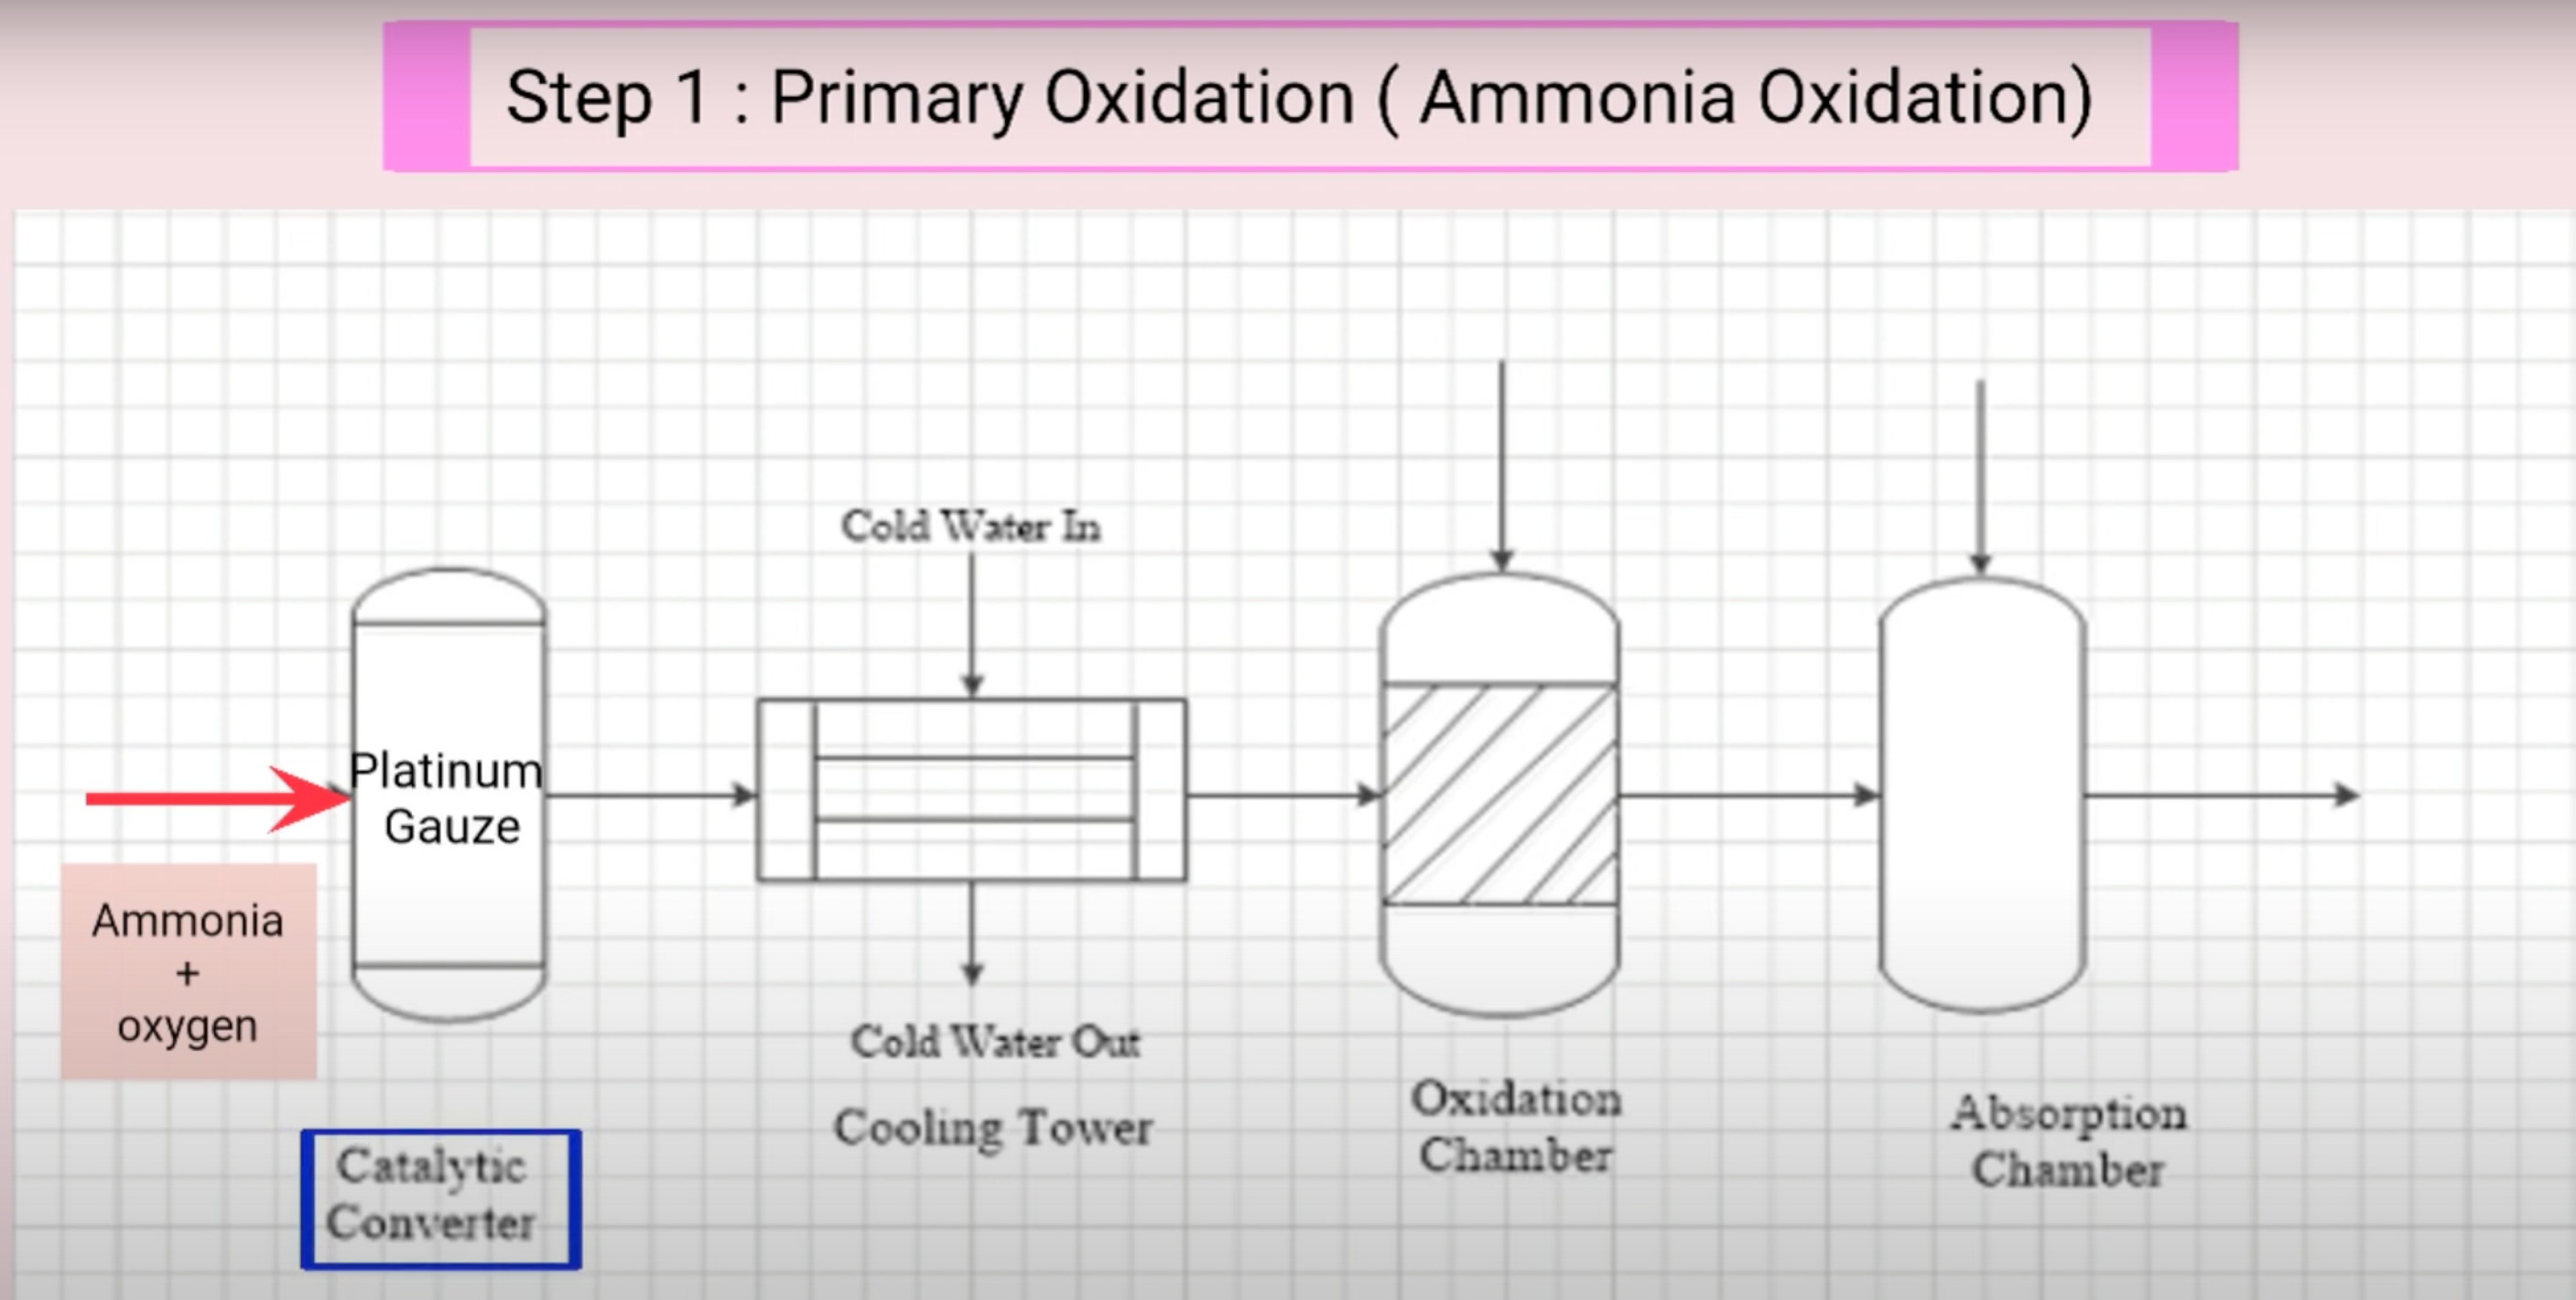 Step 1 : Primary Oxidation ( Ammonia Oxidation)
Cold Water In
Platinum
Gauze
Ammonia
+
oxygen
Cold Water Out
Cooling Tower
Oxidation
Chamber
Absorption
Chamber
Catalytic
Converter